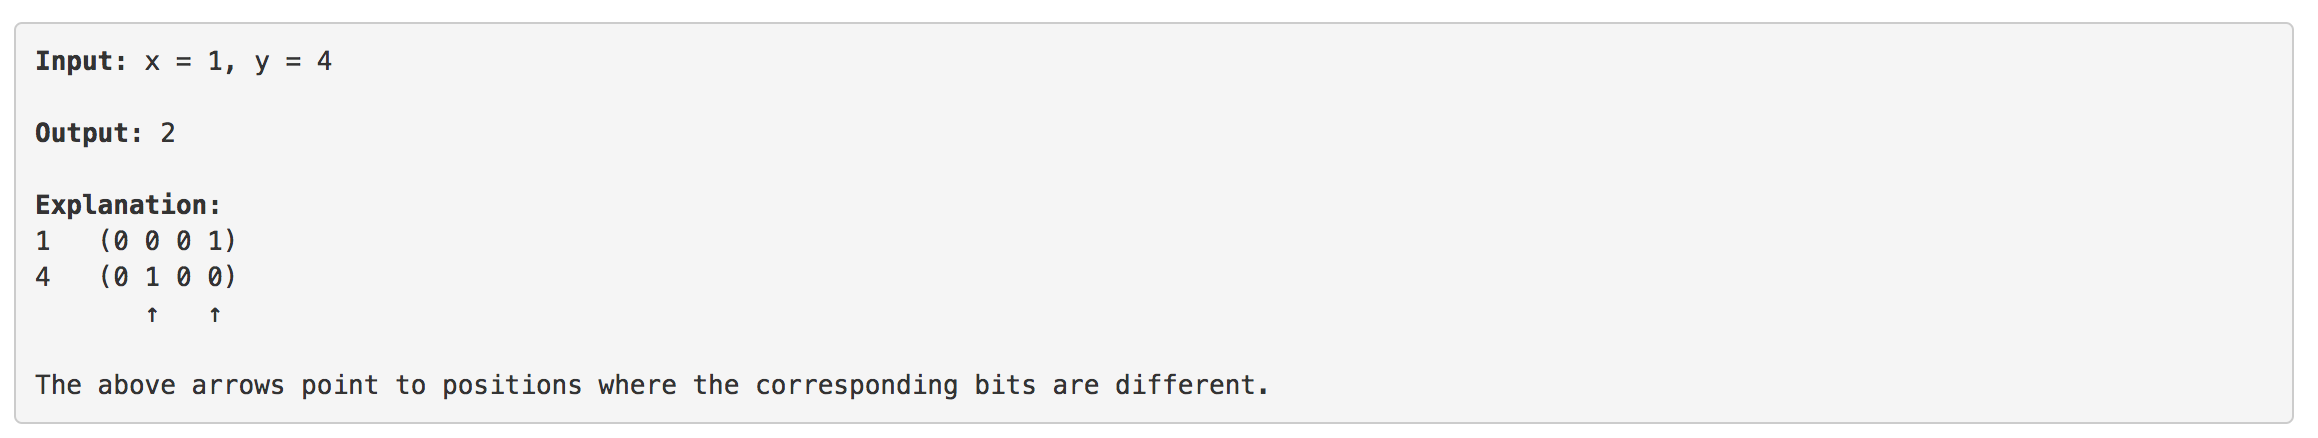 Input: x = 1, y = 4
Output: 2
Explanation:
1   (0 0 0 1)
4   (0 1 0 0)
       ↑   ↑
The above arrows point to positions where the corresponding bits are different.